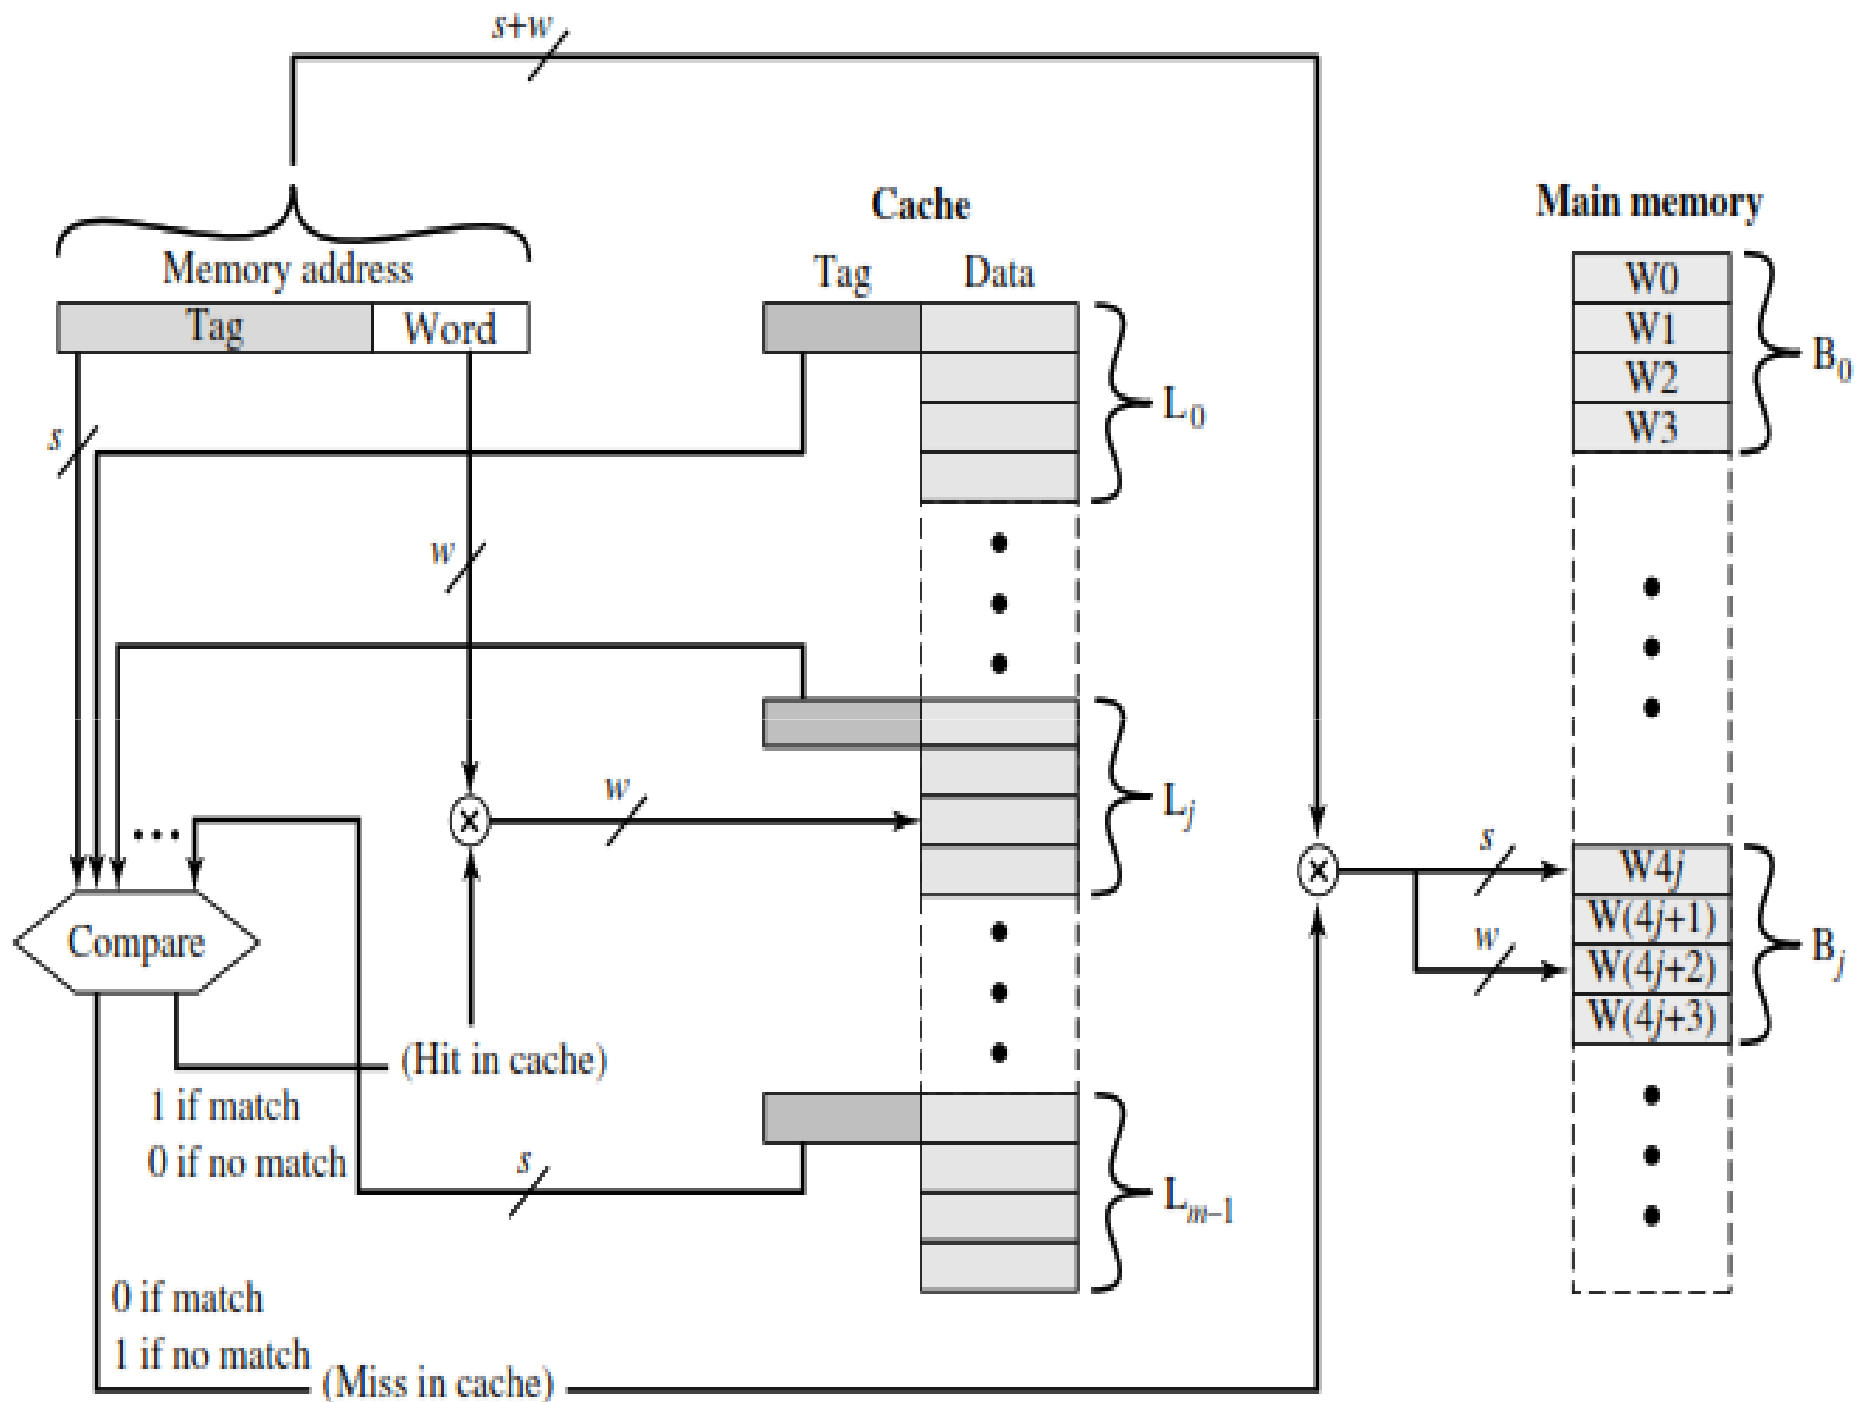 s+w
Cache
Main memory
Memory address
Tag Data
Tag Word
W0
W1
W2
W3
B0
L0
s
w
w
Lj
s
W4j
W(4j+1)
w
W(4j+2)
W(4j+3)
Bj
Compare
(Hit in cache)
1 if match
0 if no match
s
Lm–1
0 if match
1 if no match
(Miss in cache)